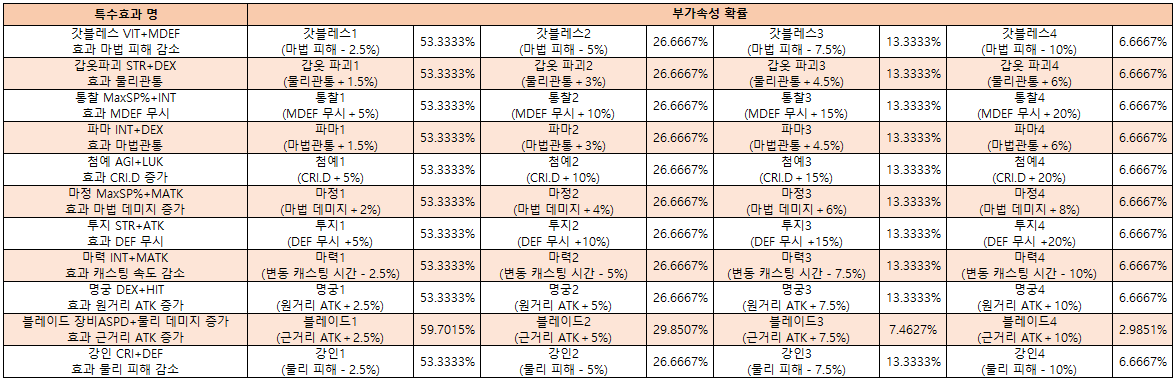 특수효과 명 부가속성 확률
갓블레스 VIT+MDEF 갓블레스1 갓블레스2 갓블레스3 갓블레스4
효과 마법 피해 감소 (마법 피해 - 2.5%) 53.3333% (마법 피해 - 5%) 26.6667% (마법 피해 - 7.5%) 13.3333% (마법 피해 - 10%) 6.6667%
갑옷파괴 STR+DEX 갑옷 파괴1 갑옷 파괴2 갑옷 파괴3 갑옷 파괴4
효과 물리관통 (물리관통 + 1.5%) 53.3333% (물리관통 + 3%) 26.6667% (물리관통 + 4.5%) 13.3333% (물리관통 + 6%) 6.6667%
통찰 MaxSP%+INT 통찰1 통찰2 통찰3 통찰4
효과 MDEF 무시 (MDEF 무시 + 5%) 53.3333% (MDEF 무시 + 10%) 26.6667% (MDEF 무시 + 15%) 13.3333% (MDEF 무시 + 20%) 6.6667%
파마 INT+DEX 파마1 파마2 파마3 파마4
효과 마법관통 (마법관통 + 1.5%) 53.3333% (마법관통 + 3%) 26.6667% (마법관통 + 4.5%) 13.3333% (마법관통 + 6%) 6.6667%
첨예 AGI+LUK 첨예1 첨예2 첨예3 첨예4
효과 CRI.D 증가 (CRI.D + 5%) 53.3333% (CRI.D + 10%) 26.6667% (CRI.D + 15%) 13.3333% (CRI.D + 20%) 6.6667%
마정 MaxSP%+MATK 마정1 마정2 마정3 마정4
효과 마법 데미지 증가 (마법 데미지 + 2%) 53.3333% (마법 데미지 + 4%) 26.6667% (마법 데미지 + 6%) 13.3333% (마법 데미지 + 8%) 6.6667%
투지 STR+ATK 투지1 투지2 투지3 투지4
효과 DEF 무시 (DEF 무시 +5%) 53.3333% (DEF 무시 +10%) 26.6667% (DEF 무시 +15%) 13.3333% (DEF 무시 +20%) 6.6667%
마력 INT+MATK 마력1 마력2 마력3 마력4
효과 캐스팅 속도 감소 (변동 캐스팅 시간 - 2.5%) 53.3333% (변동 캐스팅 시간 - 5%) 26.6667% (변동 캐스팅 시간 - 7.5%) 13.3333% (변동 캐스팅 시간 - 10%) 6.6667%
명궁 DEX+HIT 명궁1 명궁2 명궁3 명궁4
효과 원거리 ATK 증가 (원거리 ATK + 2.5%) 53.3333% (원거리 ATK + 5%) 26.6667% (원거리 ATK + 7.5%) 13.3333% (원거리 ATK + 10%) 6.6667%
블레이드 장비ASPD+물리 데미지 증가 블레이드1 블레이드2 블레이드3 블레이드4
효과 근거리 ATK 증가 (근거리 ATK + 2.5%) 59.7015% (근거리 ATK + 5%) 29.8507% (근거리 ATK + 7.5%) 7.4627% (근거리 ATK + 10%) 2.9851%
강인 CRI+DEF 강인1 강인2 강인3 강인4
효과 물리 피해 감소 (물리 피해 - 2.5%) 53.3333% (물리 피해 - 5%) 26.6667% (물리 피해 - 7.5%) 13.3333% (물리 피해 - 10%) 6.6667%